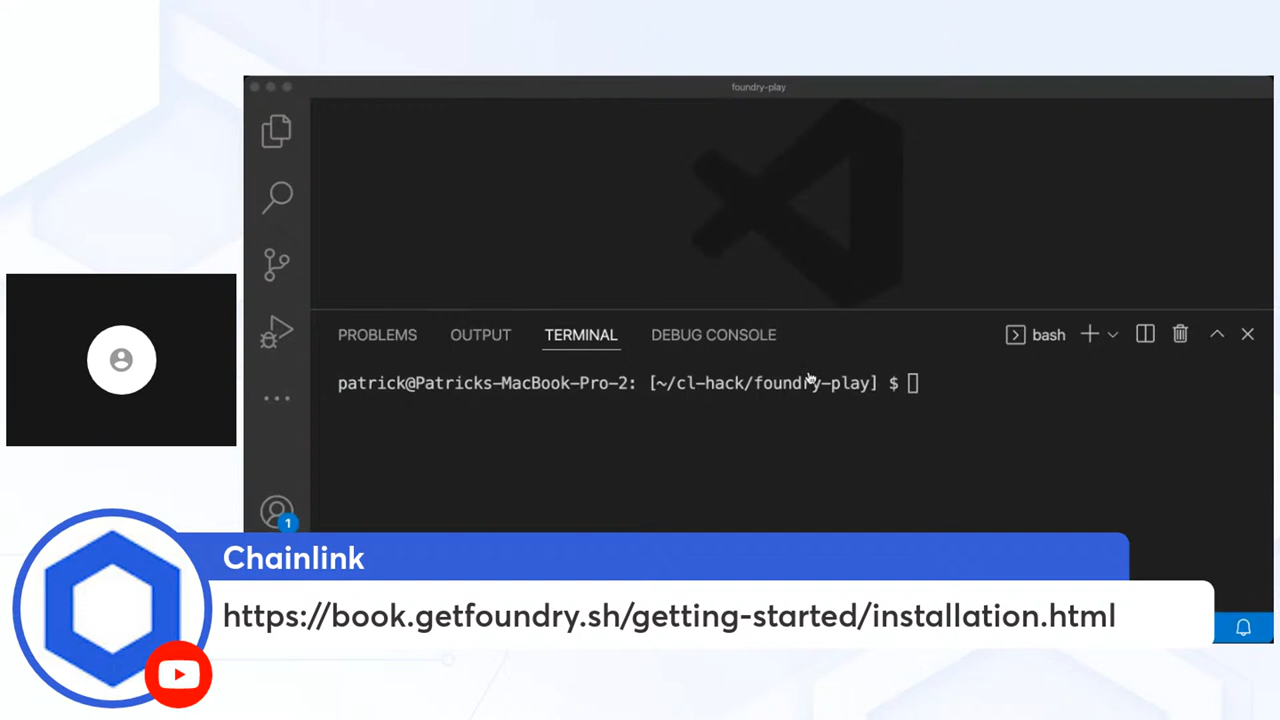 foundry-play
PROBLEMS OUTPUT TERMINAL DEBUG CONSOLE bash
patrick@Patricks-MacBook-Pro-2: [~/cl-hack/foundry-play] $
1
Chainlink
https://book.getfoundry.sh/getting-started/installation.html